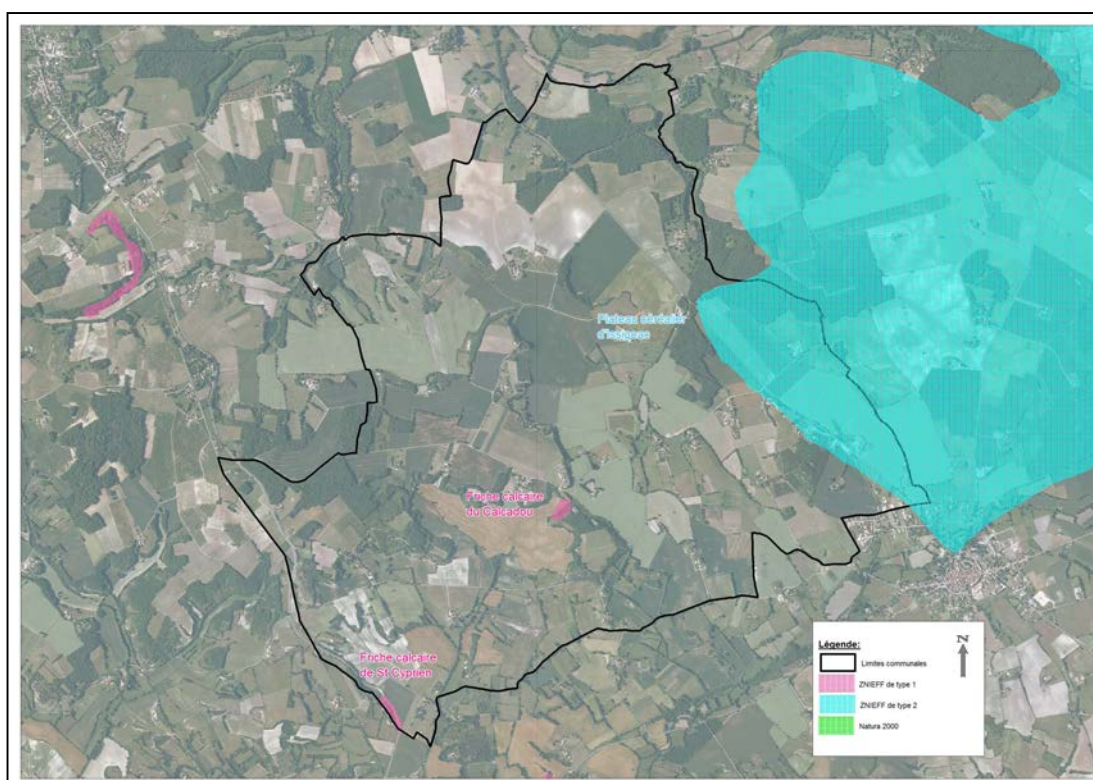 Plateau céréalier
d'Issigeac
Friche calcaire
du Calcadou
Friche calcaire
de St Cyprien
Légende:
N
Limites communales
ZNIEFF de type 1
ZNIEFF de type 2
Natura 2000